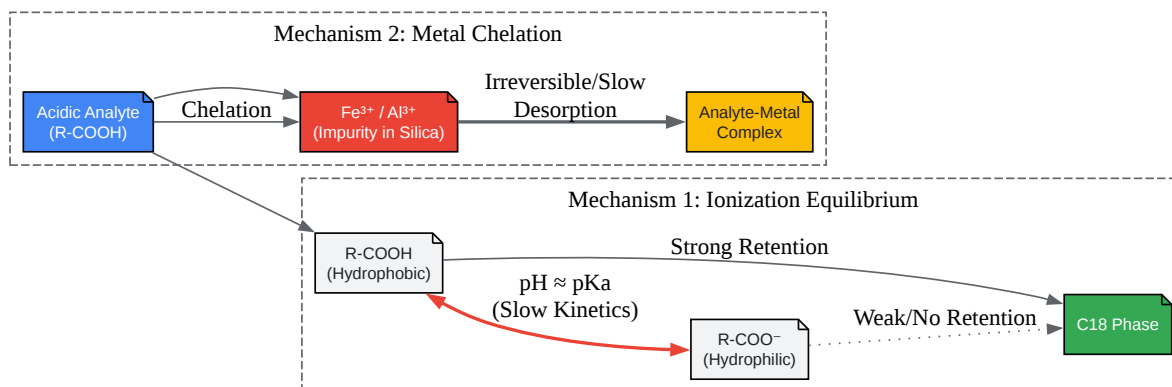 Mechanism 2: Metal Chelation
Acidic Analyte
(R-COOH)
Chelation
Fe³⁺ / Al³⁺
(Impurity in Silica)
Irreversible/Slow
Desorption
Analyte-Metal
Complex
Mechanism 1: Ionization Equilibrium
R-COOH
(Hydrophobic)
Strong Retention
pH ≈ pKa
(Slow Kinetics)
R-COO⁻
(Hydrophilic)
Weak/No Retention
C18 Phase